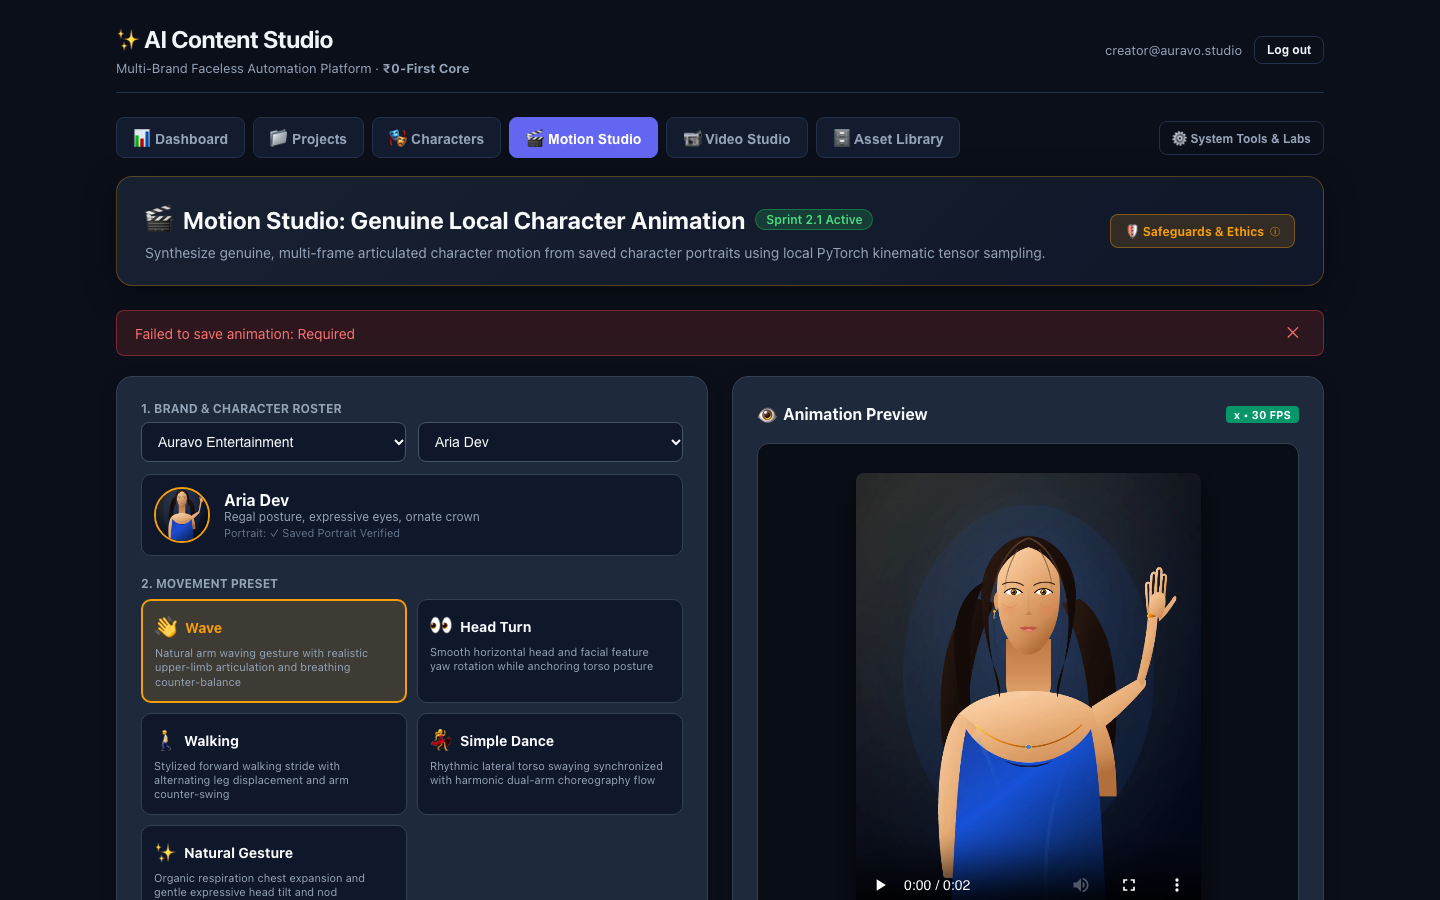 ✨ AI Content Studio
Multi-Brand Faceless Automation Platform · ₹0-First Core
creator@auravo.studio
Log out
📊 Dashboard
📁 Projects
🎭 Characters
🎬 Motion Studio
📹 Video Studio
🗄️ Asset Library
⚙️ System Tools & Labs
🎬 Motion Studio: Genuine Local Character Animation
Sprint 2.1 Active
Synthesize genuine, multi-frame articulated character motion from saved character portraits using local PyTorch kinematic tensor sampling.
🛡️ Safeguards & Ethics ⓘ
Failed to save animation: Required
1. BRAND & CHARACTER ROSTER
Auravo Entertainment
Aria Dev
Aria Dev
Regal posture, expressive eyes, ornate crown
Portrait: ✓ Saved Portrait Verified
2. MOVEMENT PRESET
👋 Wave
Natural arm waving gesture with realistic
upper-limb articulation and breathing
counter-balance
👀 Head Turn
Smooth horizontal head and facial feature
yaw rotation while anchoring torso posture
🚶 Walking
Stylized forward walking stride with
alternating leg displacement and arm
counter-swing
💃 Simple Dance
Rhythmic lateral torso swaying synchronized
with harmonic dual-arm choreography flow
✨ Natural Gesture
Organic respiration chest expansion and
gentle expressive head tilt and nod
👁️ Animation Preview
x • 30 FPS
0:00 / 0:02